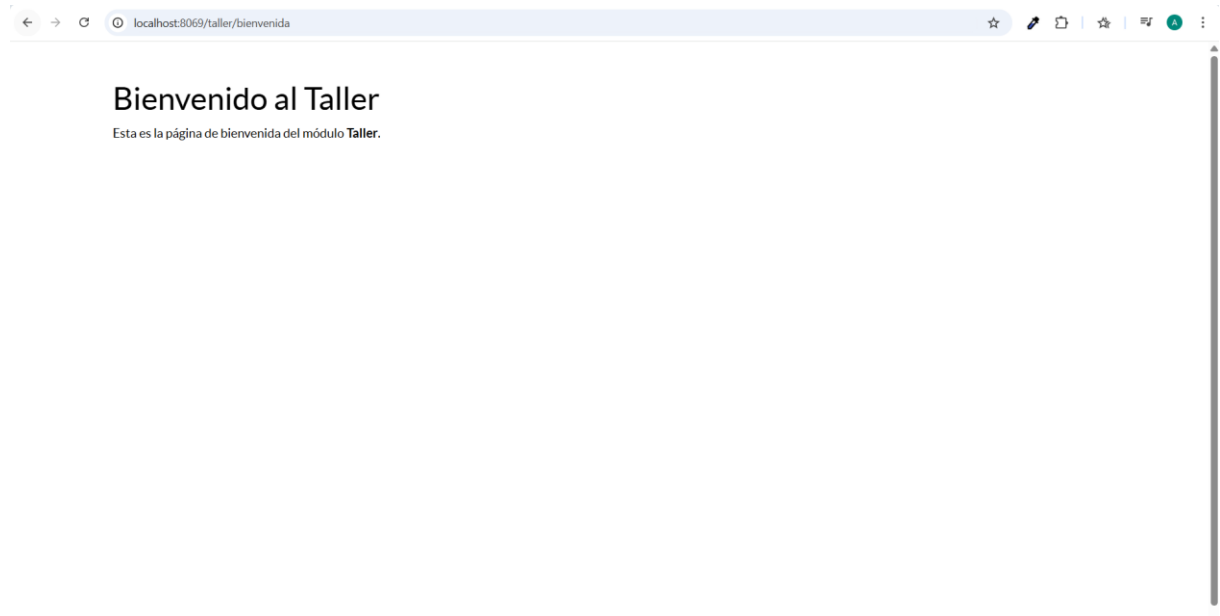 localhost:8069/taller/bienvenida
A
Bienvenido al Taller
Esta es la página de bienvenida del módulo Taller.